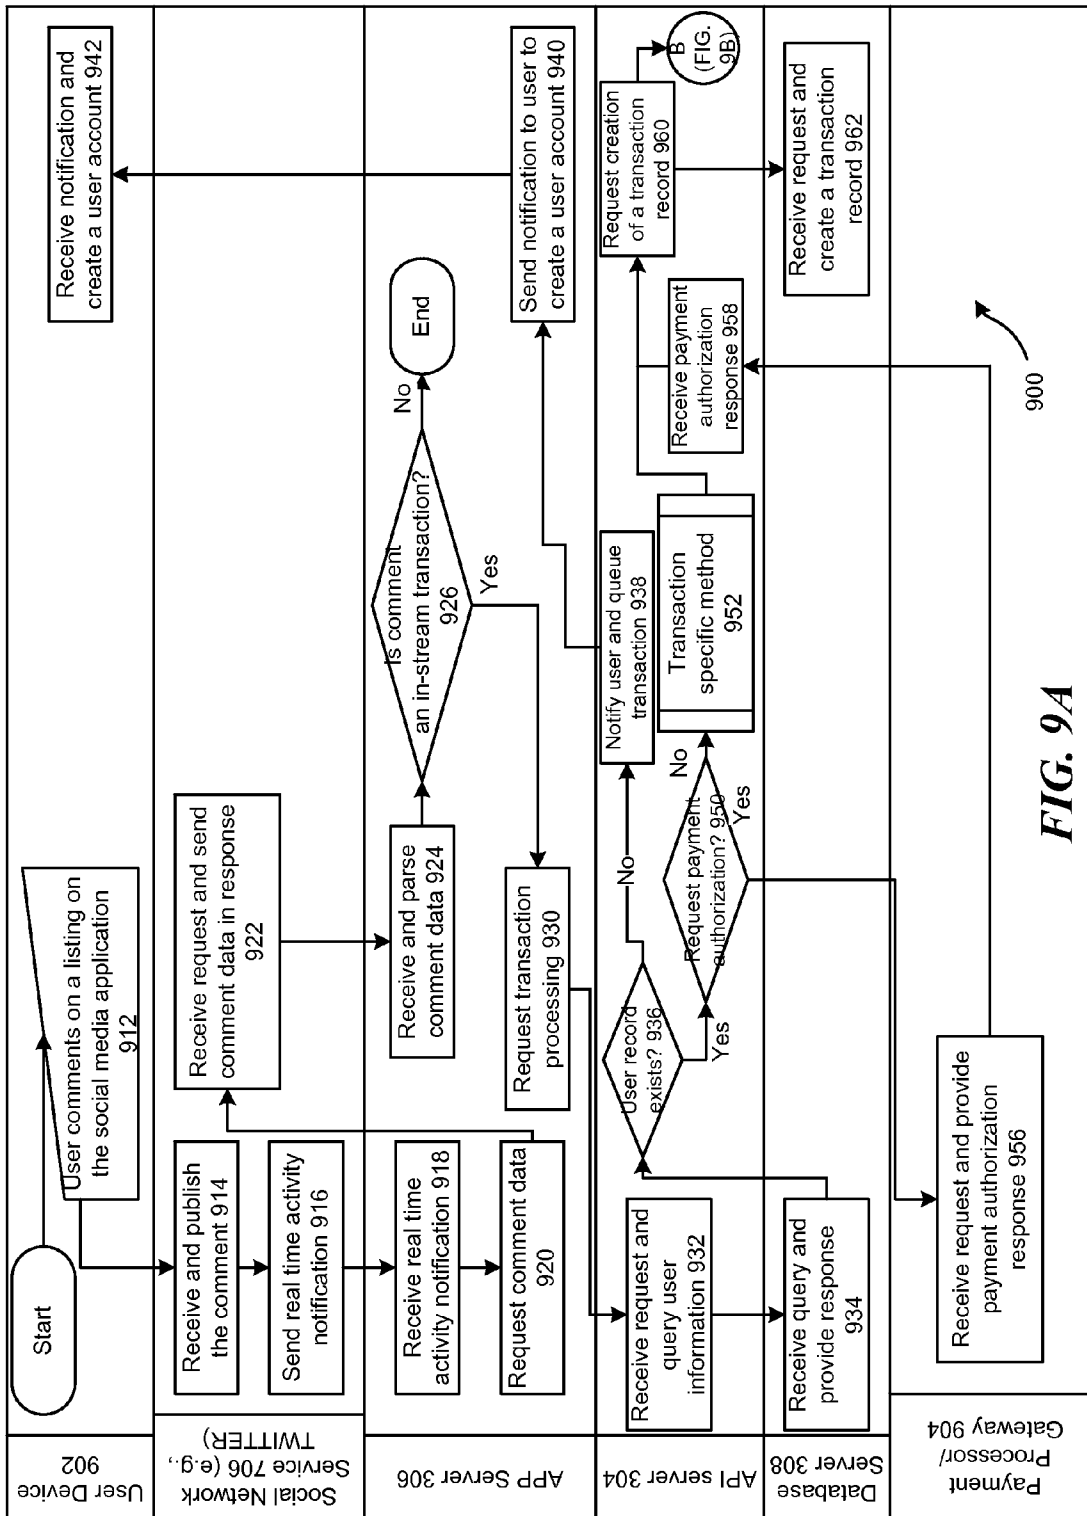 User Device
902
Start
User comments on a listing on
the social media application
912
Receive notification and
create a user account 942
Social Network
Service 706 (e.g.,
TWITTER)
Receive and publish
the comment 914
Send real time activity
notification 916
Receive request and send
comment data in response
922
APP Server 306
Receive real time
activity notification 918
Request comment data
920
Receive and parse
comment data 924
Is comment
an in-stream transaction?
926
No
End
Yes
Request transaction
processing 930
Send notification to user to
create a user account 940
API server 304
Receive request and
query user
information 932
User record
exists? 936
No
Yes
Notify user and queue
transaction 938
Request payment
authorization? 950
No
Yes
Transaction
specific method
952
Receive payment
authorization
response 958
Request creation
of a transaction
record 960
B
(FIG.
9B)
Database
Server 308
Receive query and
provide response
934
Receive request and
create a transaction
record 962
Payment
Processor/
Gateway 904
Receive request and provide
payment authorization
response 956
900
FIG. 9A